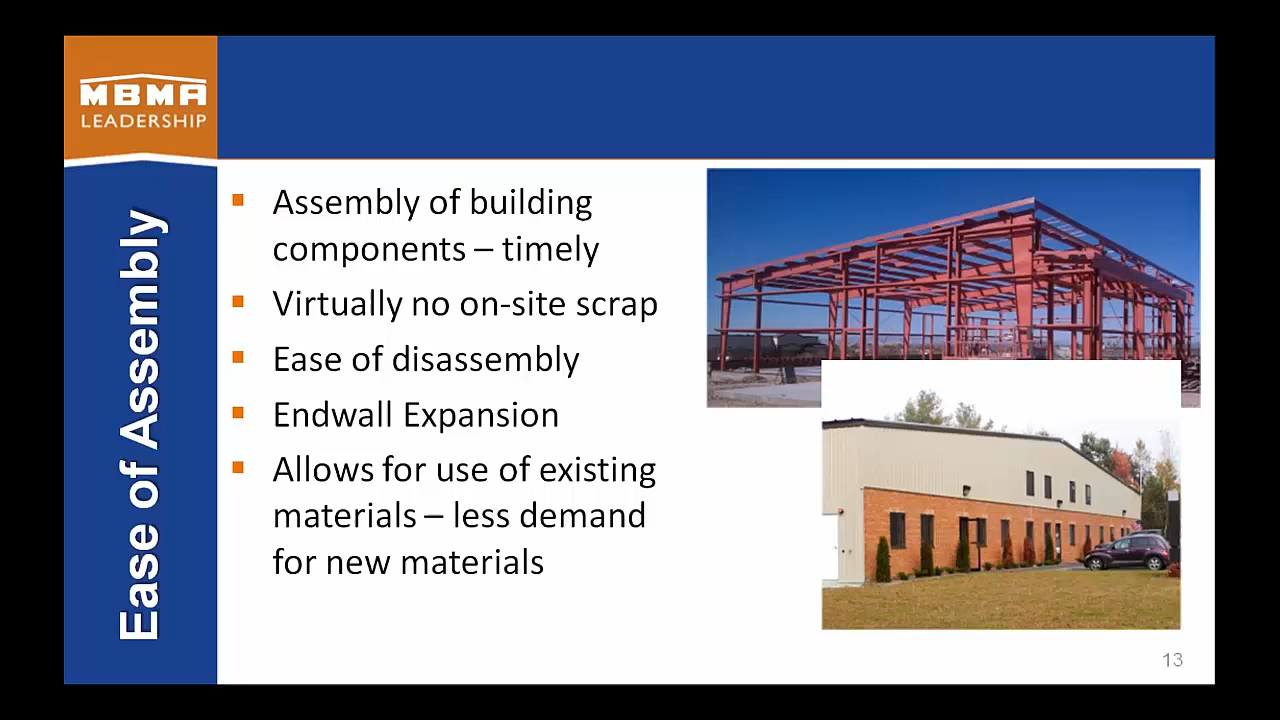 MBMA
LEADERSHIP
Ease of Assembly
▪ Assembly of building
components – timely
▪ Virtually no on-site scrap
▪ Ease of disassembly
▪ Endwall Expansion
▪ Allows for use of existing
materials – less demand
for new materials
13